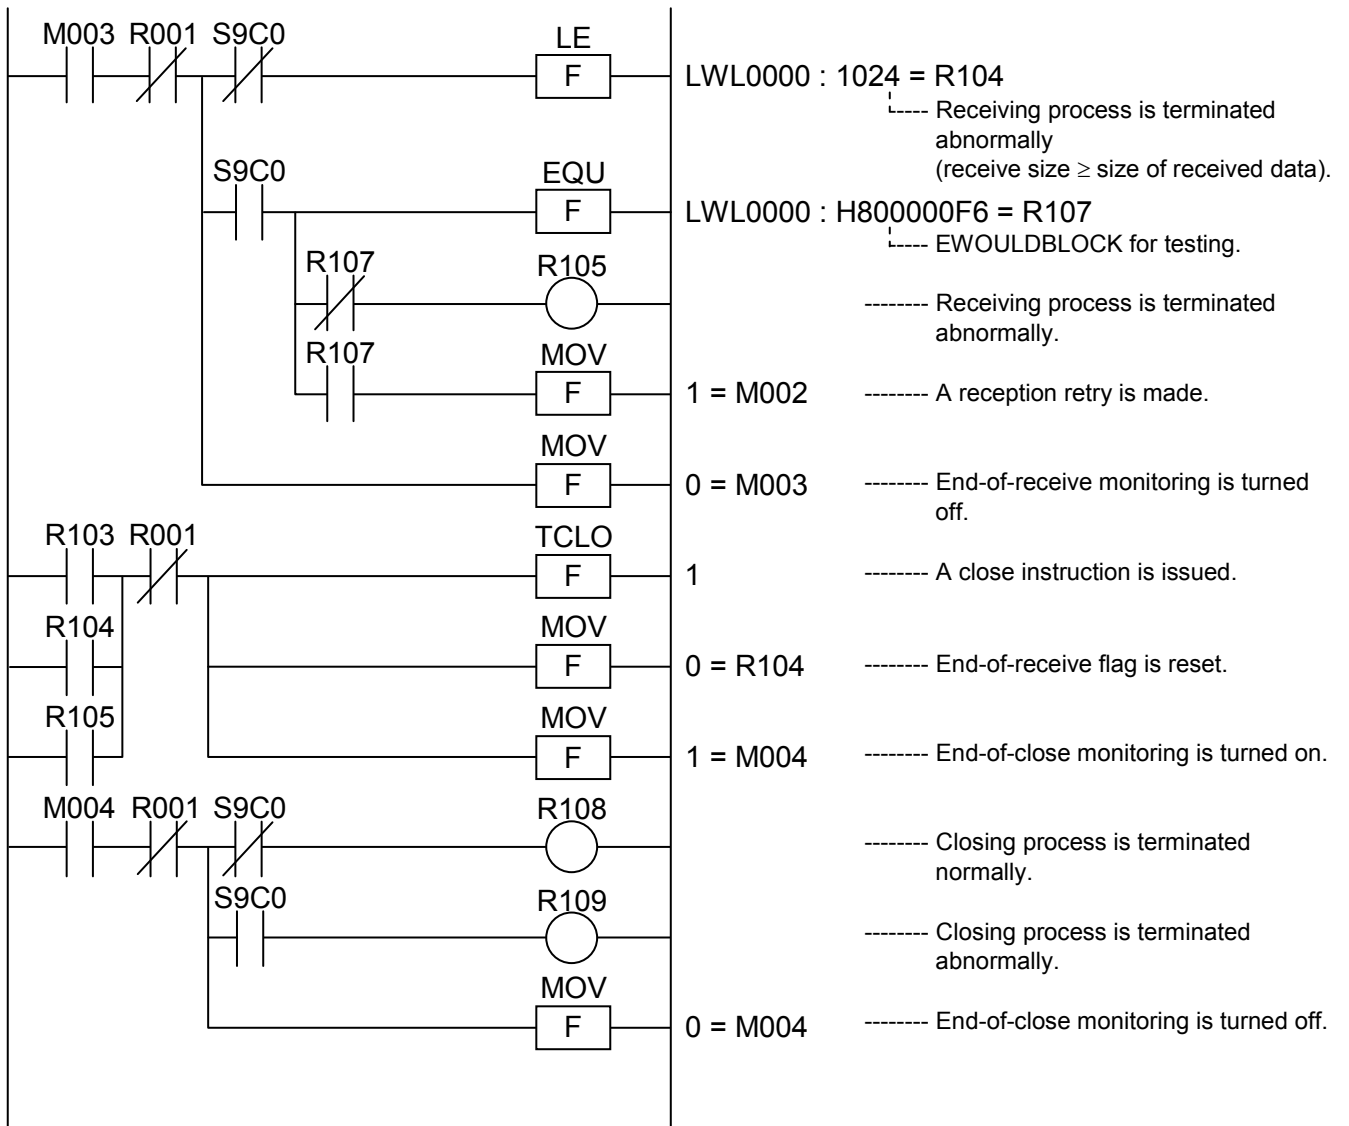 M003 R001 S9C0 LE
F LWL0000 : 1024 = R104
----- Receiving process is terminated
abnormally
(receive size ≥ size of received data).
S9C0 EQU
F LWL0000 : H800000F6 = R107
----- EWOULDBLOCK for testing.
R107 R105
-------- Receiving process is terminated
abnormally.
R107 MOV
F 1 = M002 -------- A reception retry is made.
MOV
F 0 = M003 -------- End-of-receive monitoring is turned
off.
R103 R001 TCLO
F 1 -------- A close instruction is issued.
R104 MOV
F 0 = R104 -------- End-of-receive flag is reset.
R105 MOV
F 1 = M004 -------- End-of-close monitoring is turned on.
M004 R001 S9C0 R108
-------- Closing process is terminated
normally.
S9C0 R109
-------- Closing process is terminated
abnormally.
MOV
F 0 = M004 -------- End-of-close monitoring is turned off.